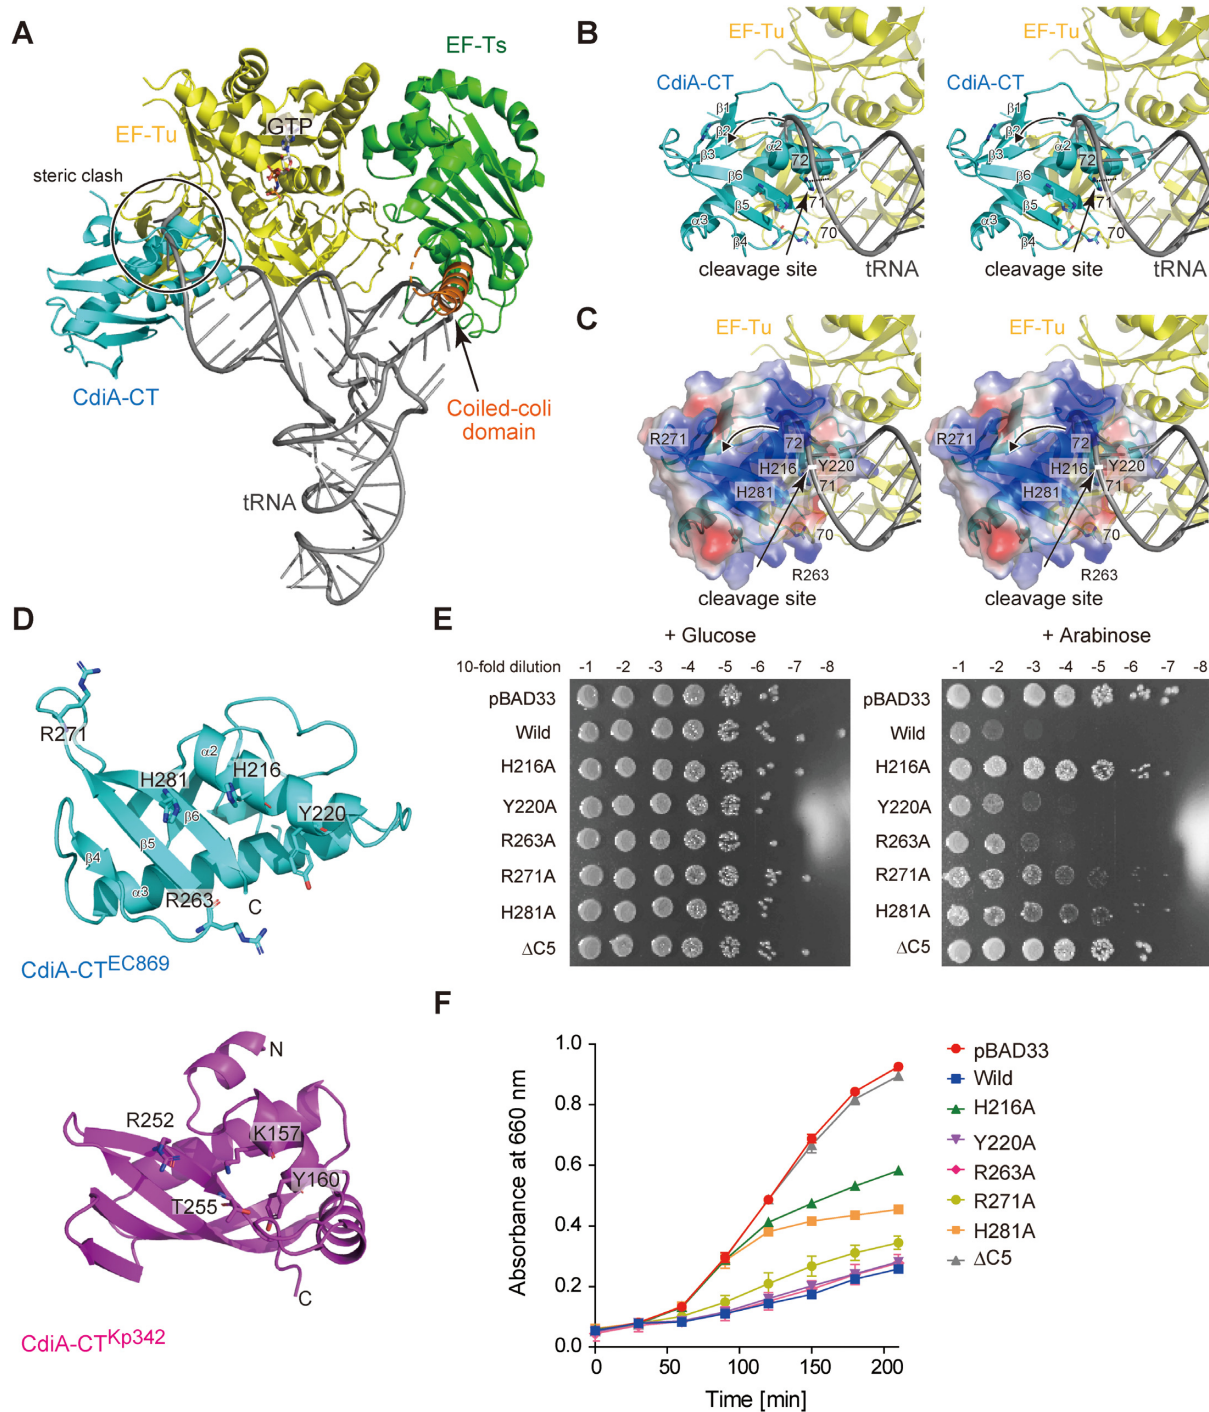 A
EF-Ts
EF-Tu
GTP
steric clash
CdiA-CT
Coiled-coli
domain
tRNA
B
EF-Tu
EF-Tu
CdiA-CT
CdiA-CT
β1
β2
β3
α2
72
β6
71
β5
α3
β4
70
cleavage site
tRNA
β1
β2
β3
α2
72
β6
71
β5
α3
β4
70
cleavage site
tRNA
C
EF-Tu
EF-Tu
R271
72
H216
Y220
H281
71
70
R263
cleavage site
R271
72
H216
Y220
H281
71
70
R263
cleavage site
D
R271
α2
H281
H216
β6
Y220
β5
β4
α3
R263
C
CdiA-CTEC869
N
R252
K157
Y160
T255
C
CdiA-CTKp342
E
+ Glucose
+ Arabinose
10-fold dilution
-1 -2 -3 -4 -5 -6 -7 -8
-1 -2 -3 -4 -5 -6 -7 -8
pBAD33
Wild
H216A
Y220A
R263A
R271A
H281A
ΔC5
pBAD33
Wild
H216A
Y220A
R263A
R271A
H281A
ΔC5
F
Absorbance at 660 nm
1.0
0.8
0.6
0.4
0.2
0.0
0 50 100 150 200
Time [min]
pBAD33
Wild
H216A
Y220A
R263A
R271A
H281A
ΔC5